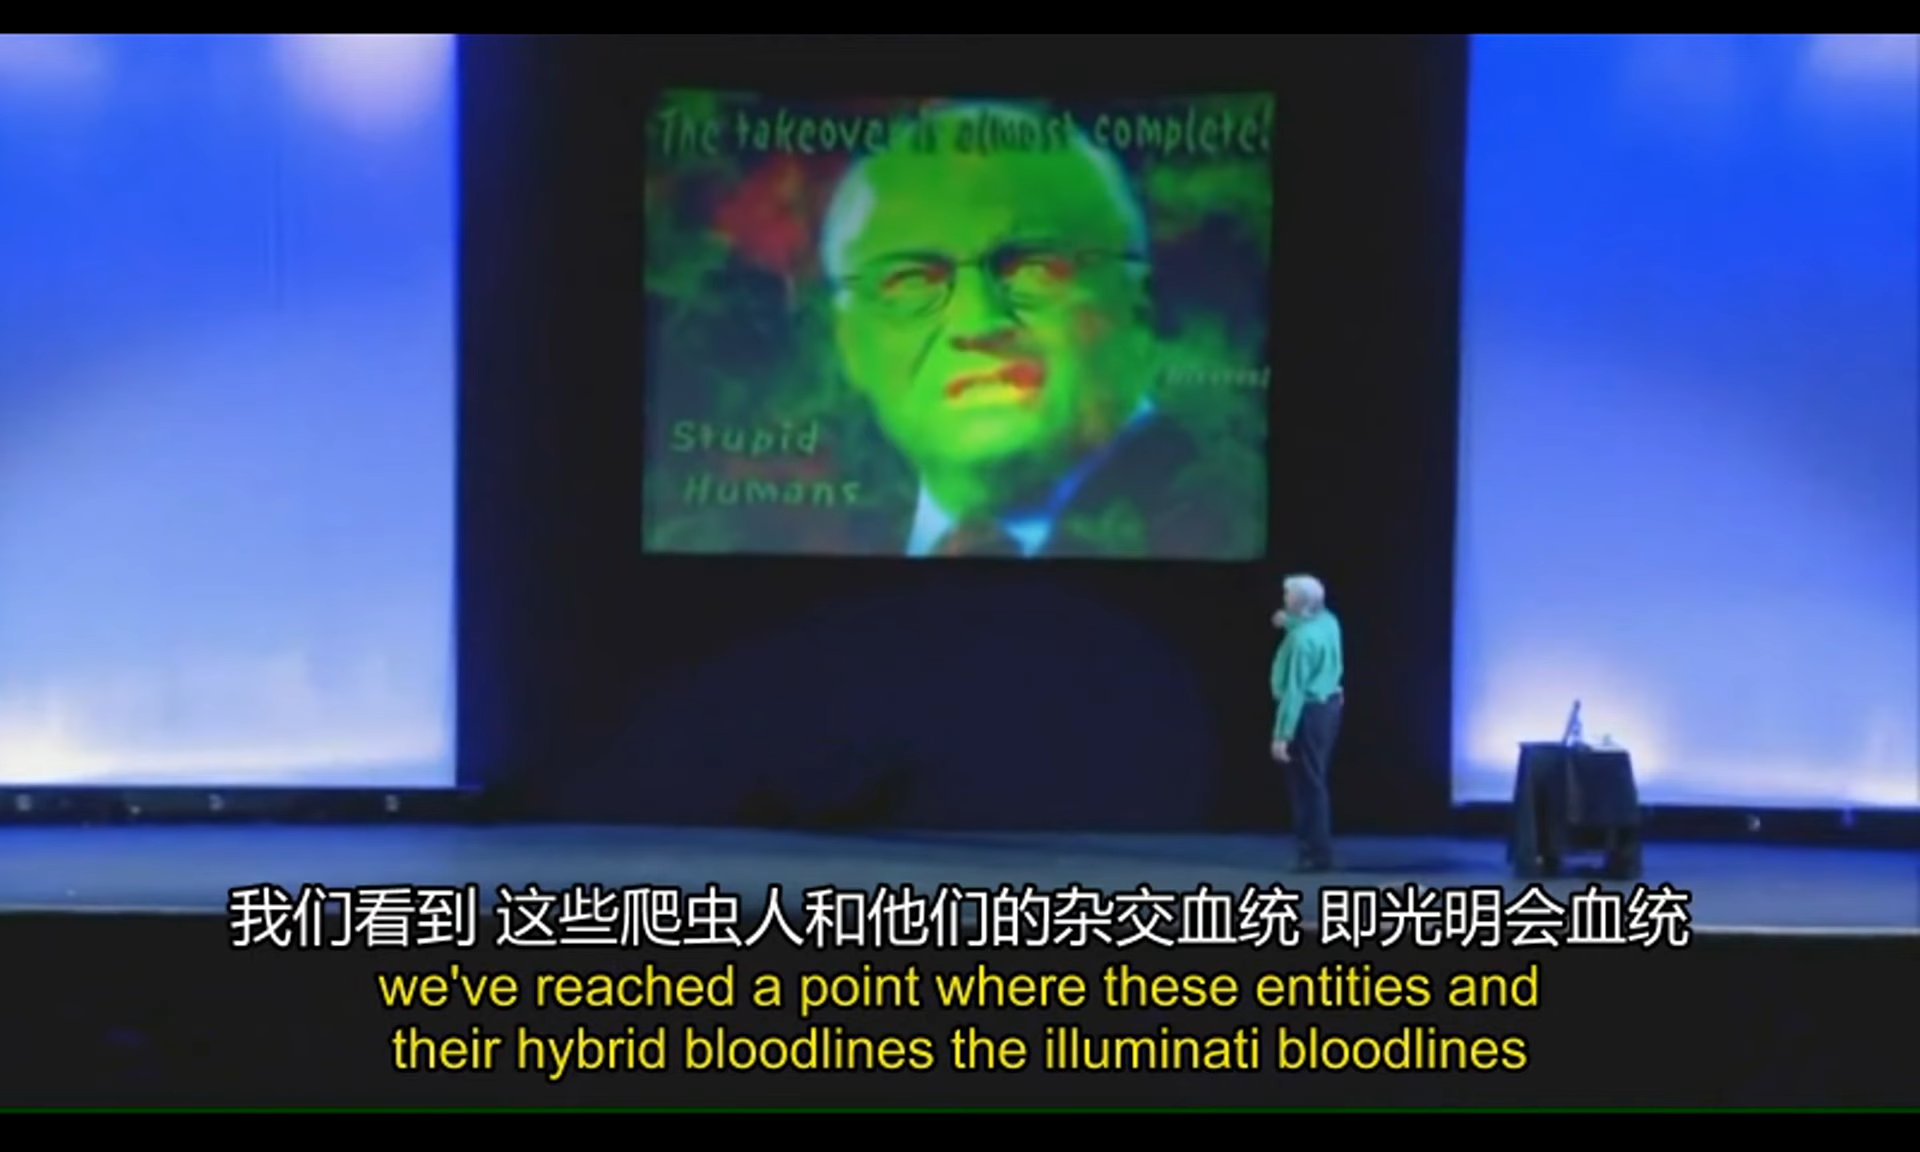 The takeover is almost complete!
Stupid
Humans
我们看到 这些爬虫人和他们的杂交血统 即光明会血统
we've reached a point where these entities and
their hybrid bloodlines the illuminati bloodlines